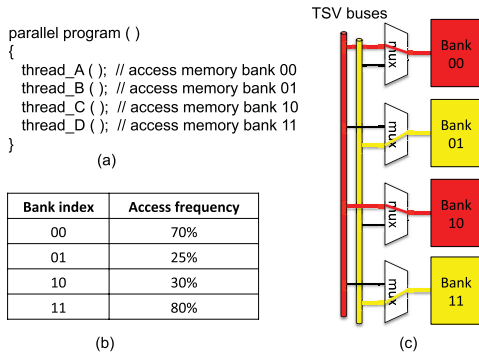 parallel program ( )
{
thread_A ( ); // access memory bank 00
thread_B ( ); // access memory bank 01
thread_C ( ); // access memory bank 10
thread_D ( ); // access memory bank 11
}
(a)
Bank index Access frequency
00 70%
01 25%
10 30%
11 80%
(b)
TSV buses
mux
Bank
00
mux
Bank
01
mux
Bank
10
mux
Bank
11
(c)